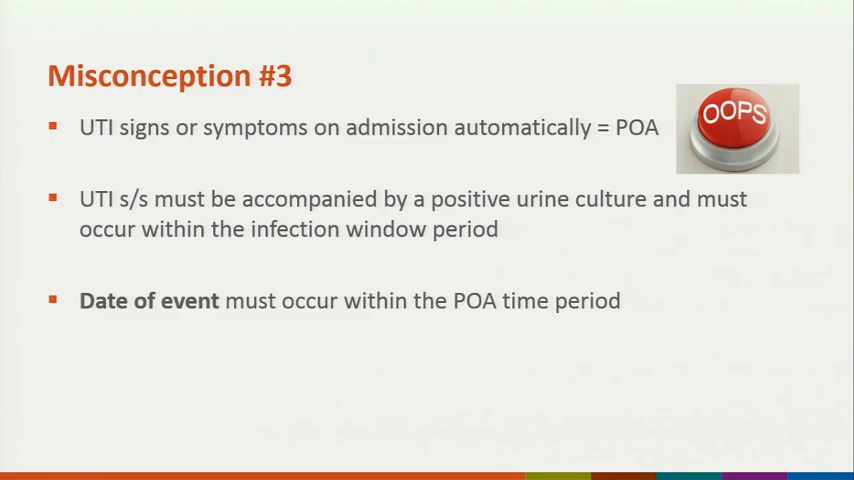 Misconception #3
UTI signs or symptoms on admission automatically = POA
OOPS
UTI s/s must be accompanied by a positive urine culture and must
occur within the infection window period
Date of event must occur within the POA time period